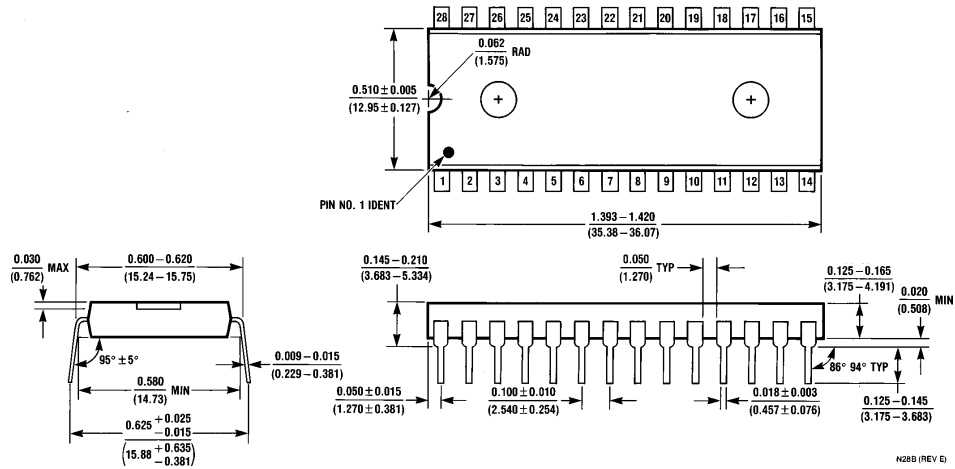 28 27 26 25 24 23 22 21 20 19 18 17 16 15
0.062
(1.575)
RAD
0.510 ± 0.005
(12.95 ± 0.127)
PIN NO. 1 IDENT
1 2 3 4 5 6 7 8 9 10 11 12 13 14
1.393 – 1.420
(35.38 – 36.07)
0.030
(0.762)
MAX
0.600 – 0.620
(15.24 – 15.75)
95° ± 5°
0.580
(14.73)
MIN
0.009 – 0.015
(0.229 – 0.381)
0.625 + 0.025
– 0.015
(15.88 + 0.635
– 0.381)
0.145 – 0.210
(3.683 – 5.334)
0.050
(1.270)
TYP
0.125 – 0.165
(3.175 – 4.191)
0.020
(0.508)
MIN
0.050 ± 0.015
(1.270 ± 0.381)
0.100 ± 0.010
(2.540 ± 0.254)
0.018 ± 0.003
(0.457 ± 0.076)
86° 94° TYP
0.125 – 0.145
(3.175 – 3.683)
N28B (REV E)